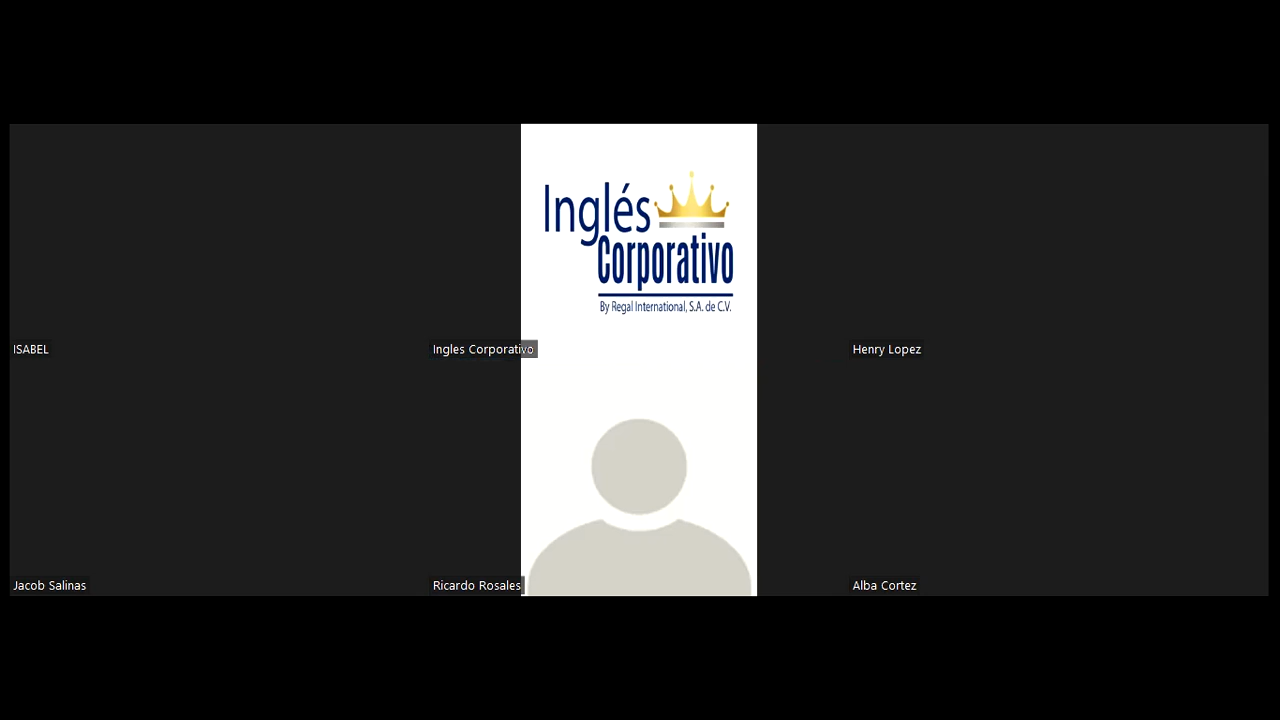 Inglés
Corporativo
By Regal International, S.A. de C.V.
ISABEL
Ingles Corporativo
Henry Lopez
Jacob Salinas
Ricardo Rosales
Alba Cortez